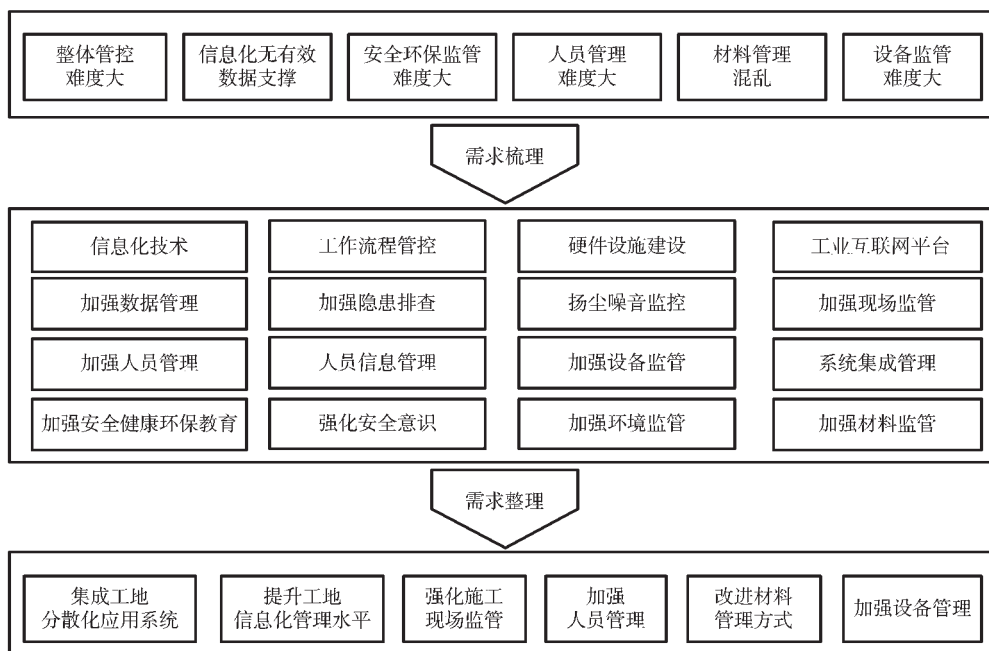 整体管控
难度大
信息化无有效
数据支撑
安全环保监管
难度大
人员管理
难度大
材料管理
混乱
设备监管
难度大
需求梳理
信息化技术
工作流程管控
硬件设施建设
工业互联网平台
加强数据管理
加强隐患排查
扬尘噪音监控
加强现场监管
加强人员管理
人员信息管理
加强设备监管
系统集成管理
加强安全健康环保教育
强化安全意识
加强环境监管
加强材料监管
需求整理
集成工地
分散化应用系统
提升工地
信息化管理水平
强化施工
现场监管
加强
人员管理
改进材料
管理方式
加强设备管理